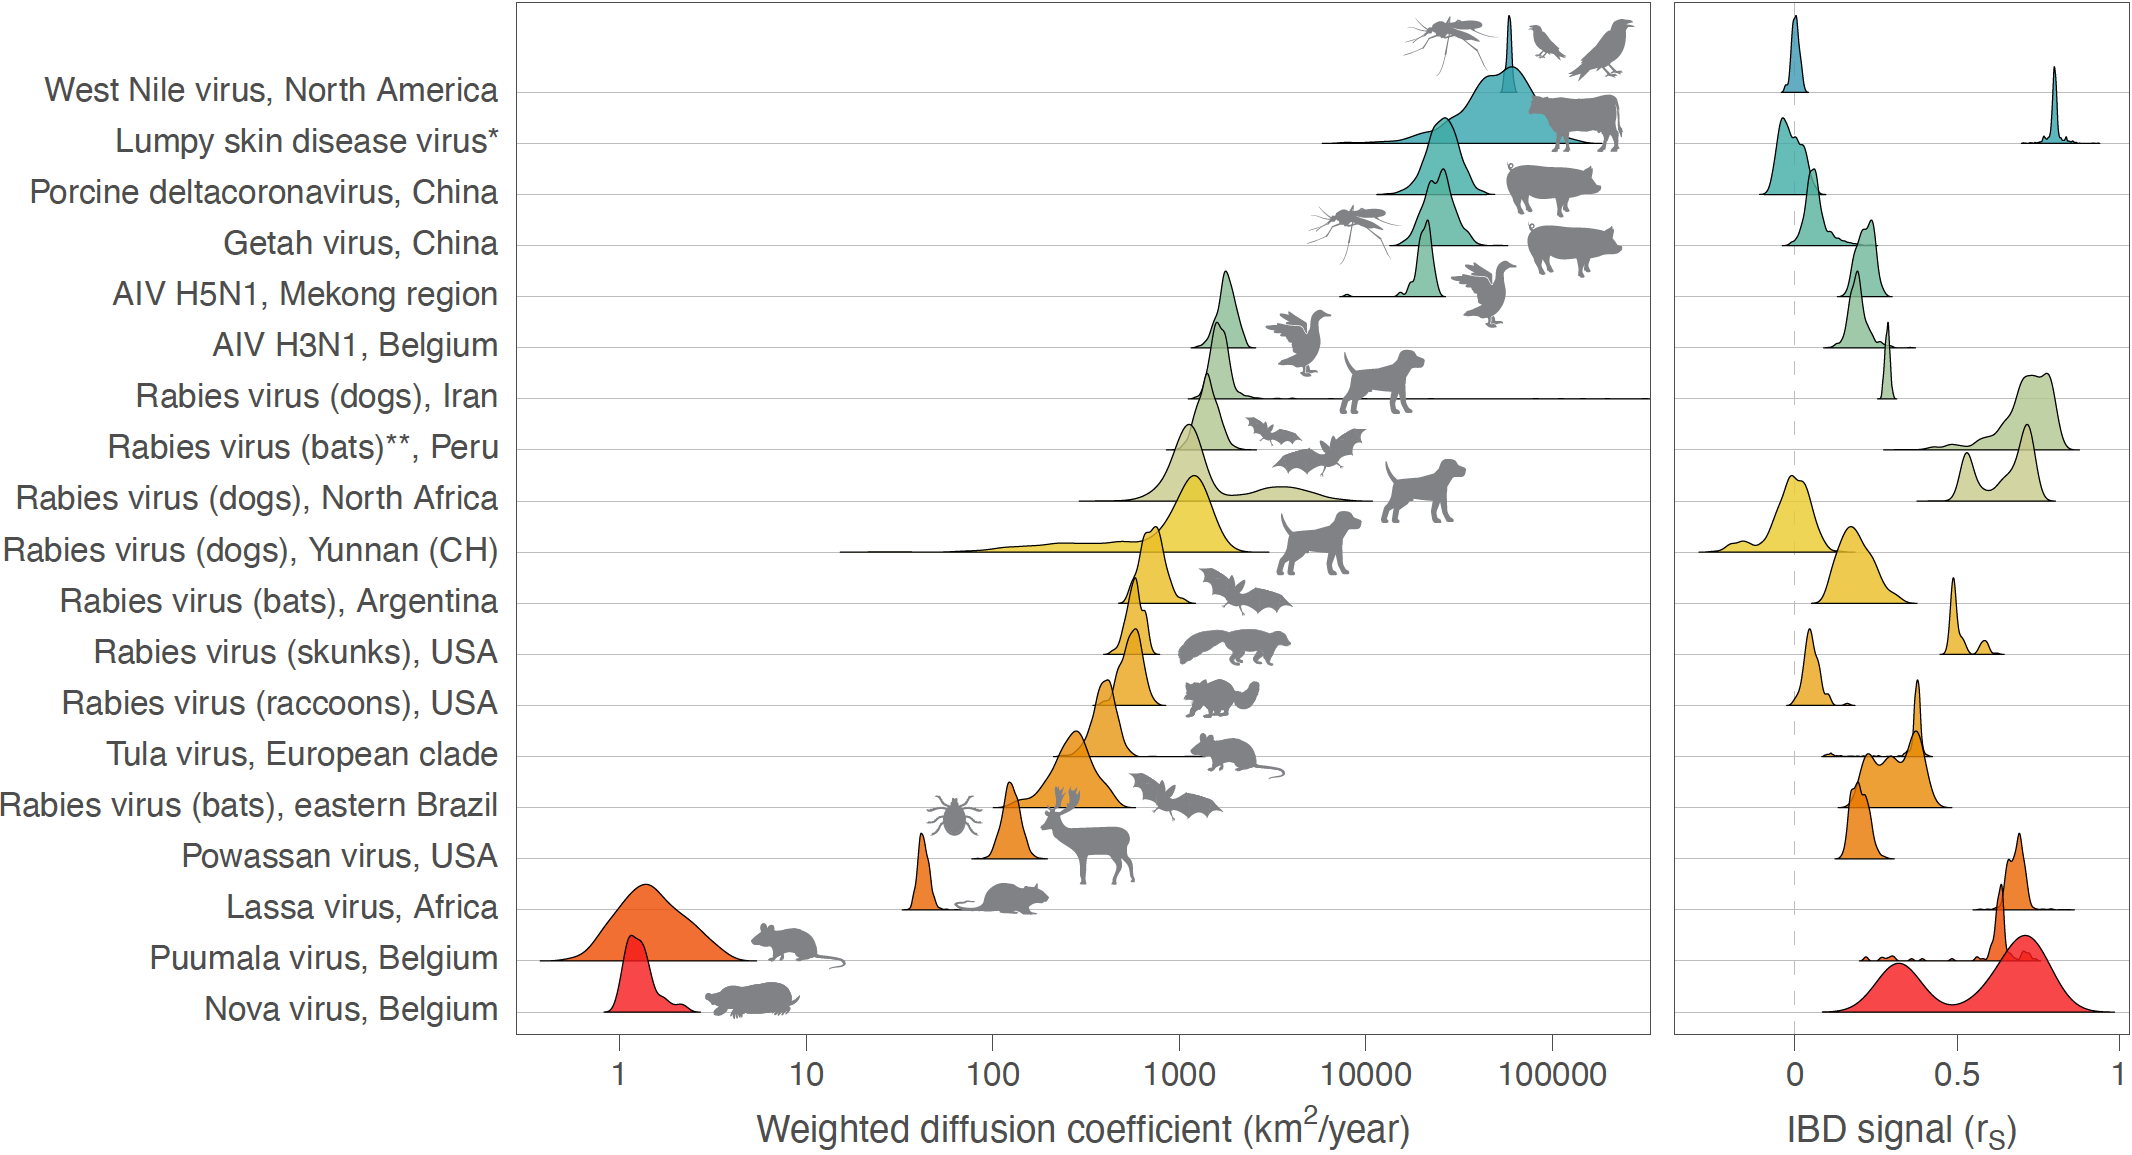 West Nile virus, North America
Lumpy skin disease virus*
Porcine deltacoronavirus, China
Getah virus, China
AIV H5N1, Mekong region
AIV H3N1, Belgium
Rabies virus (dogs), Iran
Rabies virus (bats)**, Peru
Rabies virus (dogs), North Africa
Rabies virus (dogs), Yunnan (CH)
Rabies virus (bats), Argentina
Rabies virus (skunks), USA
Rabies virus (raccoons), USA
Tula virus, European clade
Rabies virus (bats), eastern Brazil
Powassan virus, USA
Lassa virus, Africa
Puumala virus, Belgium
Nova virus, Belgium
1 10 100 1000 10000 100000
Weighted diffusion coefficient (km²/year)
0 0.5 1
IBD signal (rS)